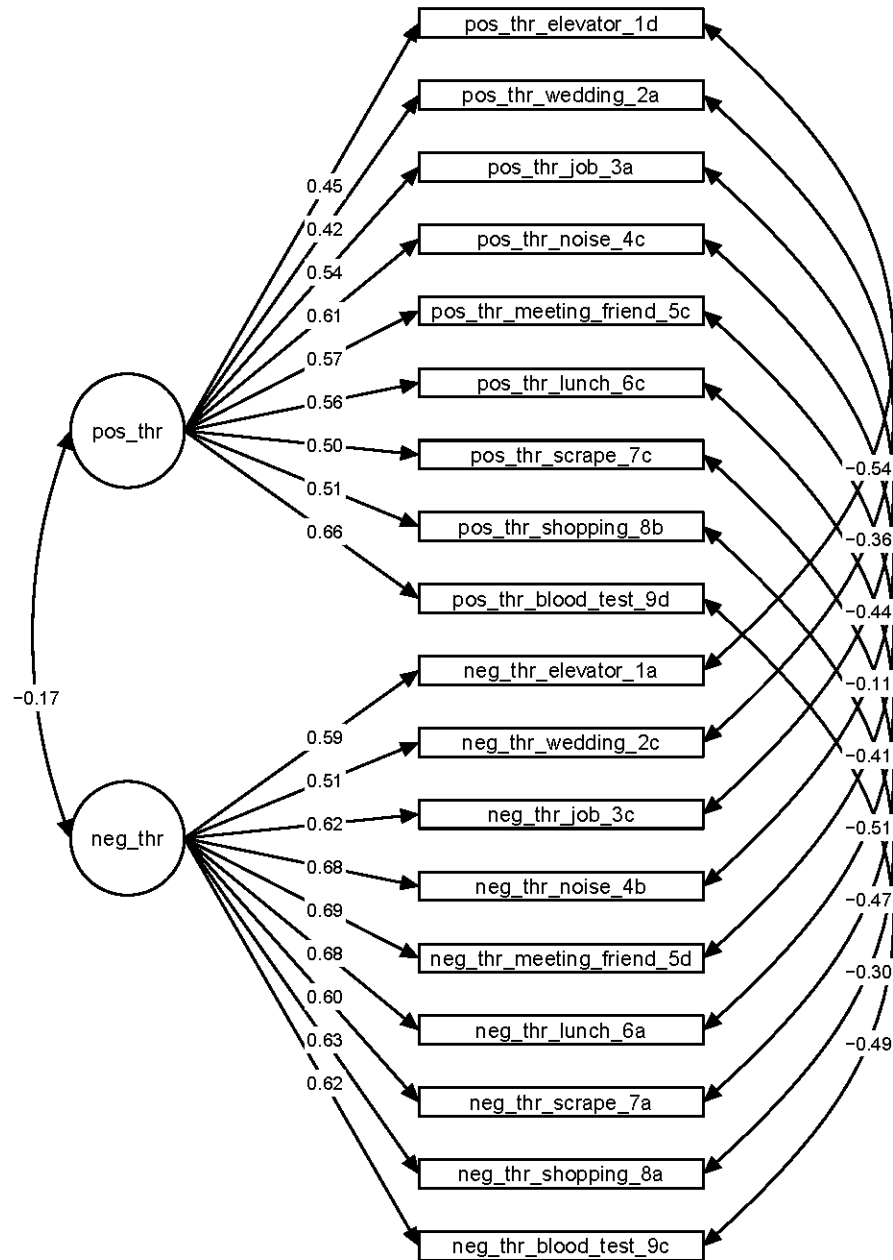 pos_thr_elevator_1d
pos_thr_wedding_2a
pos_thr_job_3a
0.45
0.42
pos_thr_noise_4c
0.54
0.61
pos_thr_meeting_friend_5c
0.57
0.56
pos_thr_lunch_6c
pos_thr
0.50
pos_thr_scrape_7c
−0.54
0.51
pos_thr_shopping_8b
0.66
−0.36
pos_thr_blood_test_9d
−0.44
neg_thr_elevator_1a
−0.11
−0.17
0.59
neg_thr_wedding_2c
0.51
−0.41
neg_thr_job_3c
0.62
−0.51
neg_thr
0.68
neg_thr_noise_4b
0.69
−0.47
0.68
neg_thr_meeting_friend_5d
−0.30
0.60
neg_thr_lunch_6a
0.63
−0.49
0.62
neg_thr_scrape_7a
neg_thr_shopping_8a
neg_thr_blood_test_9c